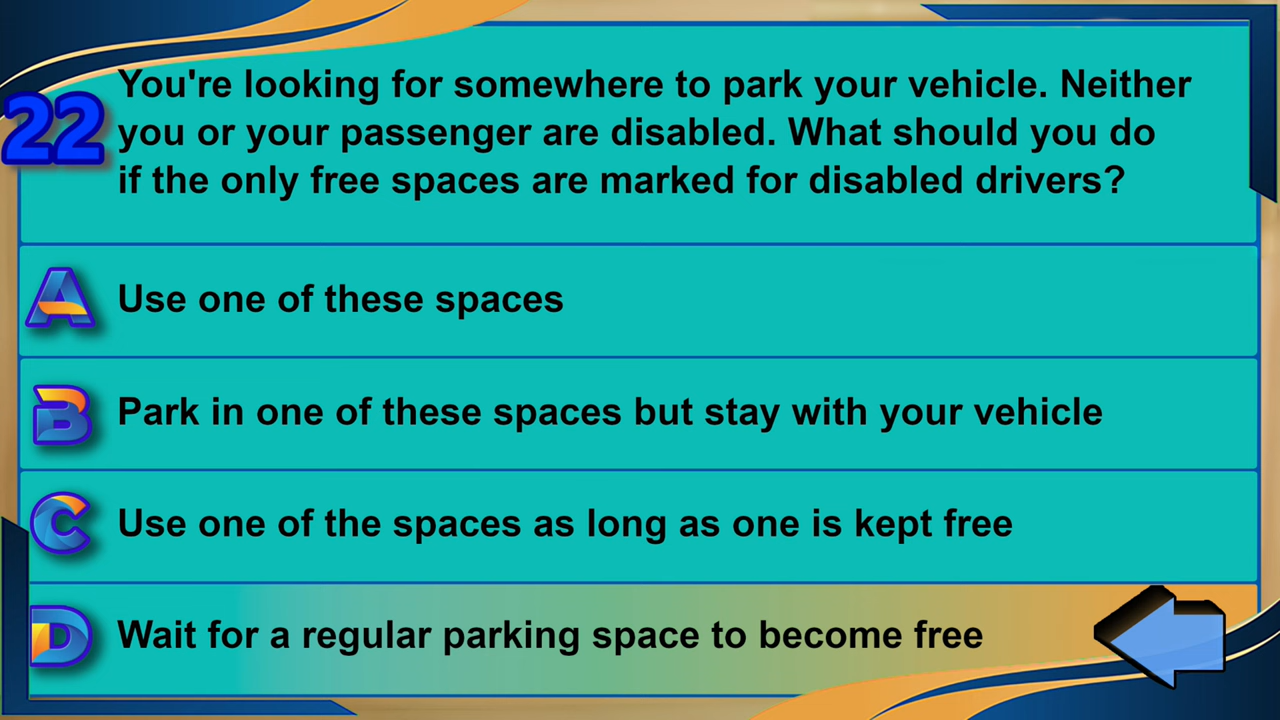 22
You're looking for somewhere to park your vehicle. Neither
you or your passenger are disabled. What should you do
if the only free spaces are marked for disabled drivers?
A Use one of these spaces
B Park in one of these spaces but stay with your vehicle
C Use one of the spaces as long as one is kept free
D Wait for a regular parking space to become free